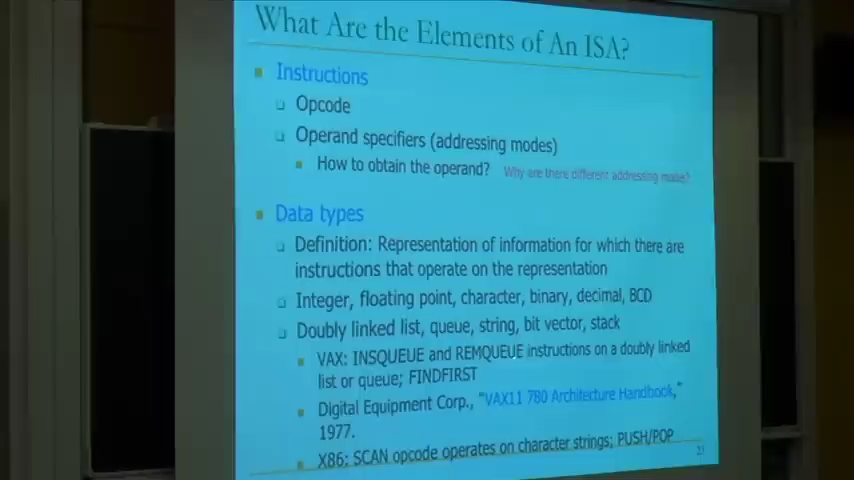 What Are the Elements of An ISA?
Instructions
Opcode
Operand specifiers (addressing modes)
How to obtain the operand? Why are there different addressing mode?
Data types
Definition: Representation of information for which there are
instructions that operate on the representation
Integer, floating point, character, binary, decimal, BCD
Doubly linked list, queue, string, bit vector, stack
VAX: INSQUEUE and REMQUEUE instructions on a doubly linked
list or queue; FINDFIRST
Digital Equipment Corp., "VAX11 780 Architecture Handbook,"
1977.
X86: SCAN opcode operates on character strings; PUSH/POP